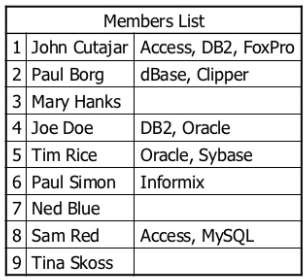 Members List
1 John Cutajar Access, DB2, FoxPro
2 Paul Borg dBase, Clipper
3 Mary Hanks
4 Joe Doe DB2, Oracle
5 Tim Rice Oracle, Sybase
6 Paul Simon Informix
7 Ned Blue
8 Sam Red Access, MySQL
9 Tina Skoss